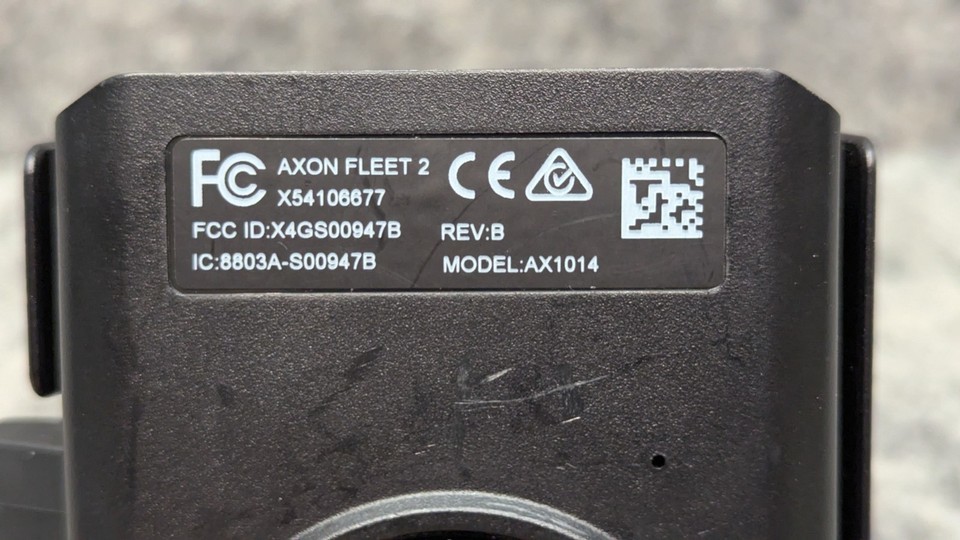 FC AXON FLEET 2
X54106677
FCC ID:X4GS00947B
IC:8803A-S00947B
CE
REV:B
MODEL:AX1014